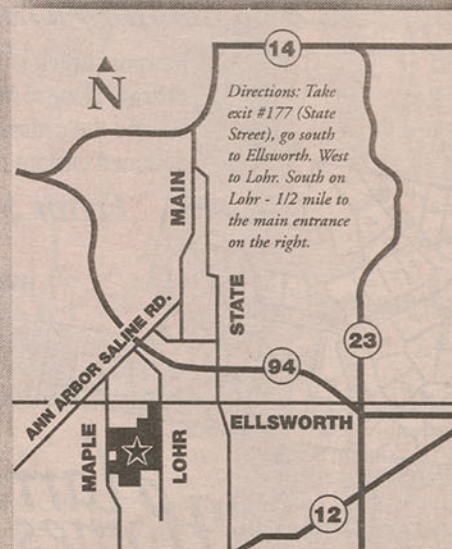 14
N
Directions: Take
exit #177 (State
Street), go south
to Ellsworth. West
to Lohr. South on
Lohr - 1/2 mile to
the main entrance
on the right.
MAIN
STATE
ANN ARBOR SALINE RD.
23
94
ELLSWORTH
MAPLE
LOHR
12